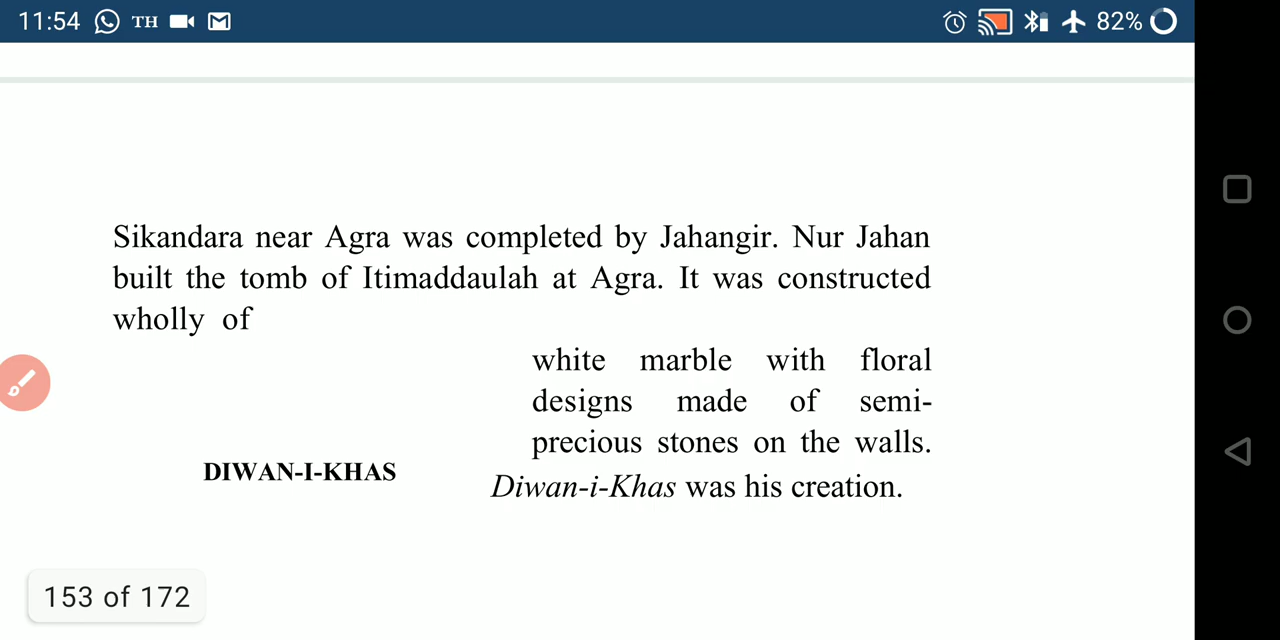 11:54 TH 82%
Sikandara near Agra was completed by Jahangir. Nur Jahan
built the tomb of Itimaddaulah at Agra. It was constructed
wholly of
white marble with floral
designs made of semi-
precious stones on the walls.
DIWAN-I-KHAS
Diwan-i-Khas was his creation.
153 of 172